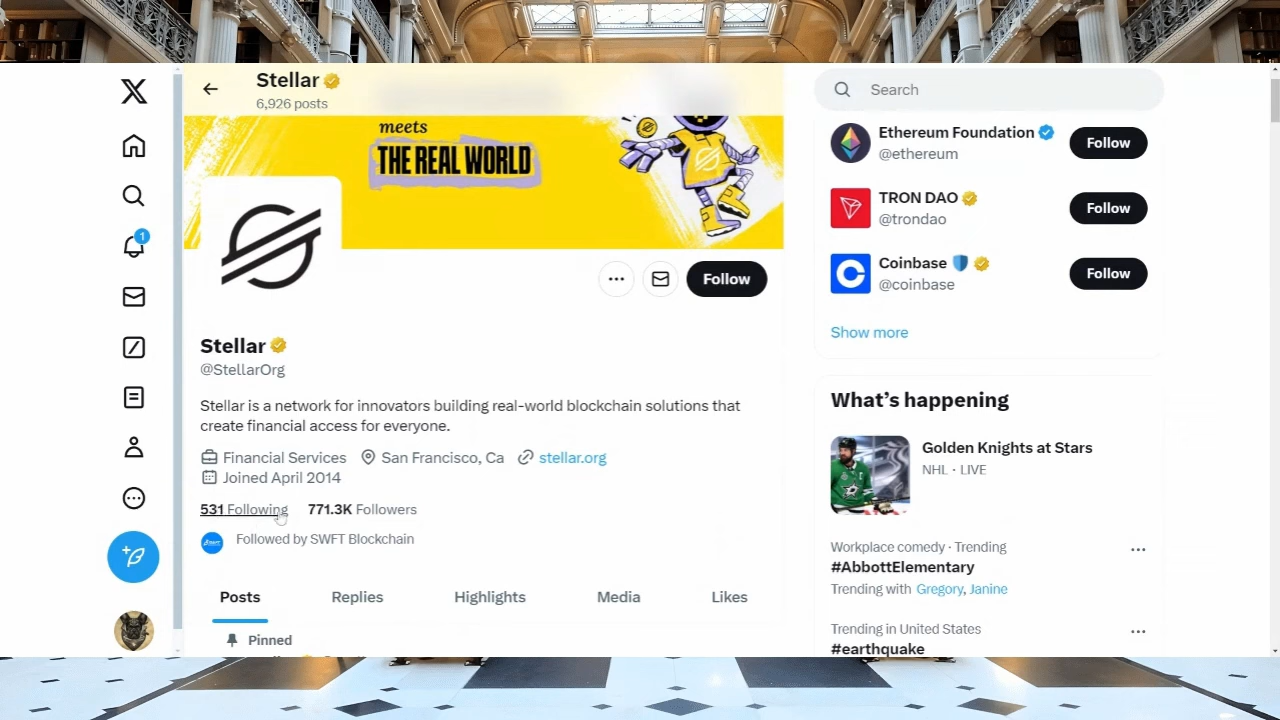 Stellar
6,926 posts
meets
THE REAL WORLD
Follow
Stellar
@StellarOrg
Stellar is a network for innovators building real-world blockchain solutions that
create financial access for everyone.
Financial Services San Francisco, Ca stellar.org
Joined April 2014
531 Following 771.3K Followers
Followed by SWFT Blockchain
Posts Replies Highlights Media Likes
Pinned
Search
Ethereum Foundation
@ethereum
Follow
TRON DAO
@trondao
Follow
Coinbase
@coinbase
Follow
Show more
What's happening
Golden Knights at Stars
NHL · LIVE
Workplace comedy · Trending
#AbbottElementary
Trending with Gregory, Janine
Trending in United States
#earthquake
1